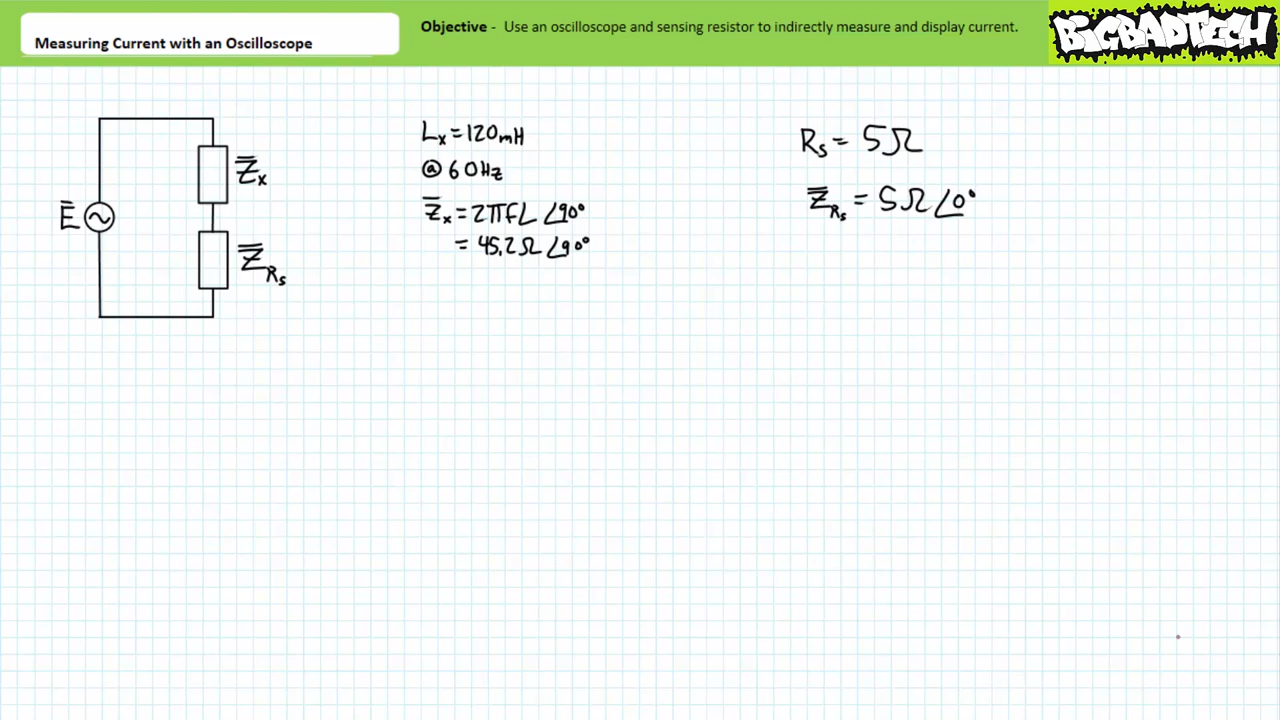 Measuring Current with an Oscilloscope
Objective - Use an oscilloscope and sensing resistor to indirectly measure and display current.
BIGBADTECH
E̅
Z̅x
Z̅Rs
Lx = 120mH
@ 60Hz
Z̅x = 2πfL ∠90°
= 45.2Ω ∠90°
Rs = 5Ω
Z̅Rs = 5Ω ∠0°